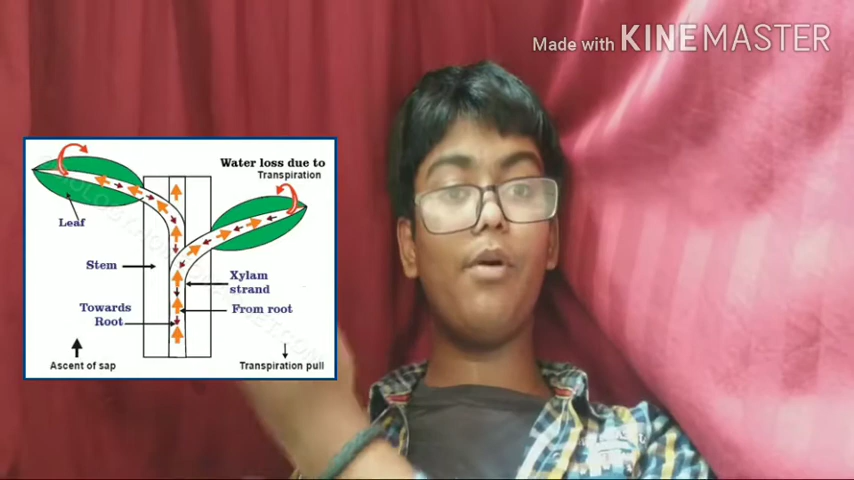 Made with KINEMASTER
Water loss due to
Transpiration
Leaf
Stem
Xylam
strand
Towards
Root
From root
Ascent of sap
Transpiration pull